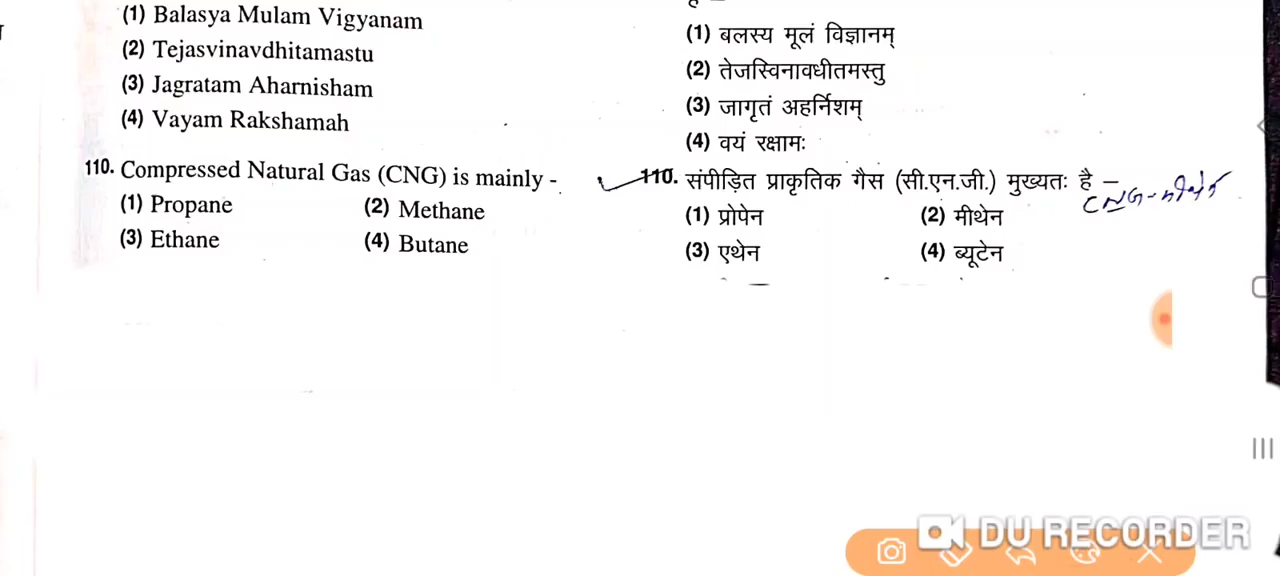 (1) Balasya Mulam Vigyanam
(2) Tejasvinavdhitamastu
(3) Jagratam Aharnisham
(4) Vayam Rakshamah
110. Compressed Natural Gas (CNG) is mainly -
(1) Propane (2) Methane
(3) Ethane (4) Butane
(1) बलस्य मूलं विज्ञानम्
(2) तेजस्विनावधीतमस्तु
(3) जागृतं अहर्निशम्
(4) वयं रक्षामः
110. संपीड़ित प्राकृतिक गैस (सी.एन.जी.) मुख्यतः है –
CNG-मीथेन
(1) प्रोपेन (2) मीथेन
(3) एथेन (4) ब्यूटेन
DU RECORDER